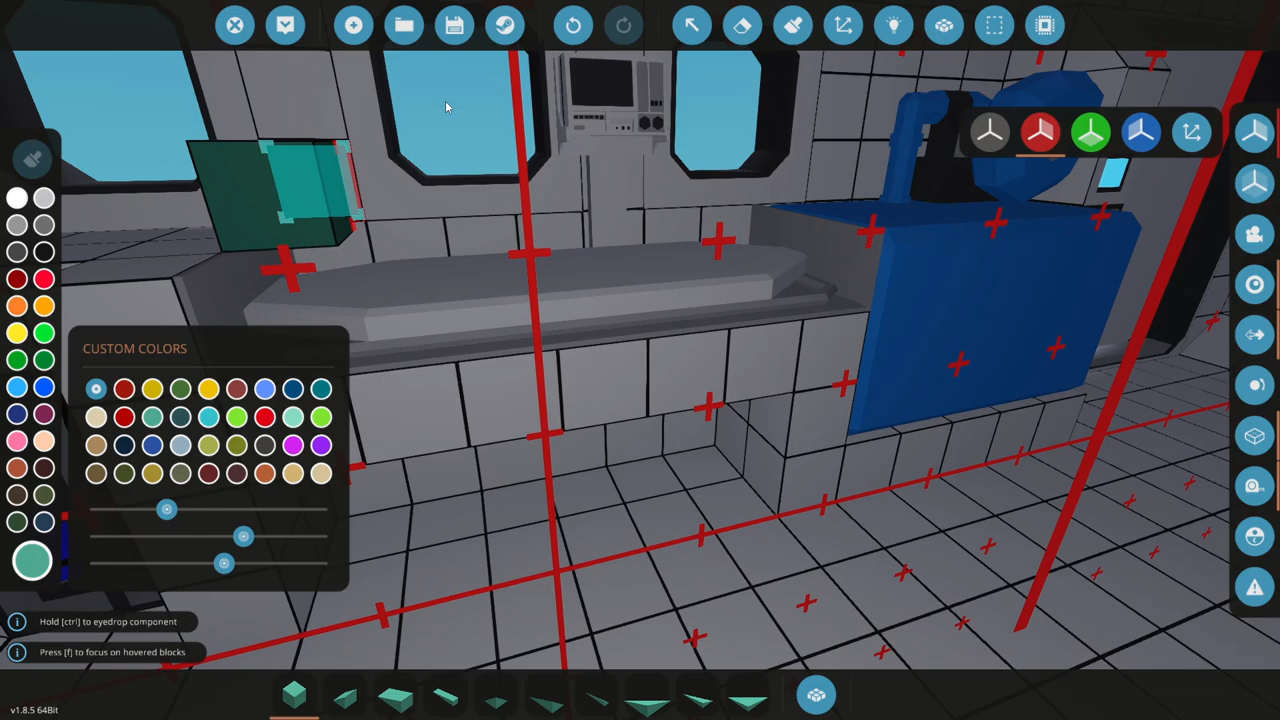 CUSTOM COLORS
Hold [ctrl] to eyedrop component
Press [f] to focus on hovered blocks
v1.8.5 64Bit